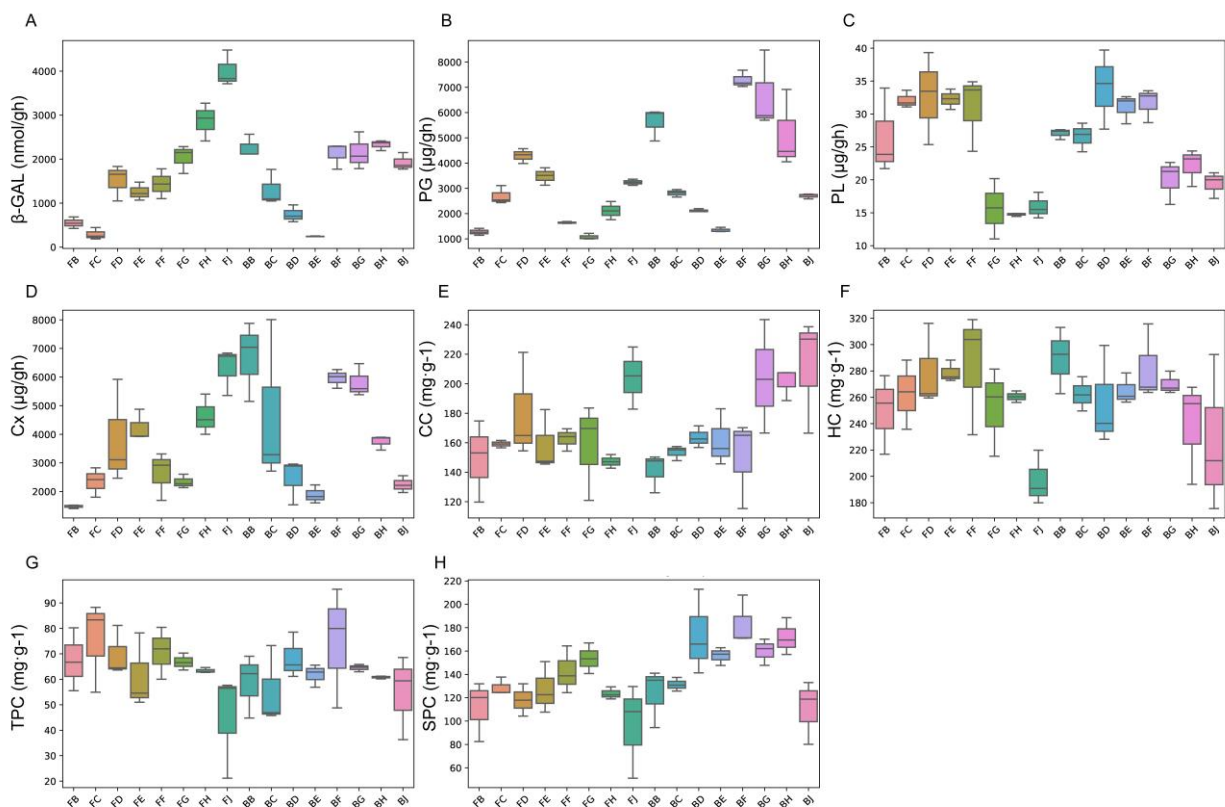 A
β-GAL (nmol/gh)
4000
3000
2000
1000
0
FB FC FD FE FF FG FH FJ BB BC BD BE BF BG BH BJ
B
PG (μg/gh)
8000
7000
6000
5000
4000
3000
2000
1000
FB FC FD FE FF FG FH FJ BB BC BD BE BF BG BH BJ
C
PL (μg/gh)
40
35
30
25
20
15
10
FB FC FD FE FF FG FH FJ BB BC BD BE BF BG BH BJ
D
Cx (μg/gh)
8000
7000
6000
5000
4000
3000
2000
FB FC FD FE FF FG FH FJ BB BC BD BE BF BG BH BJ
E
CC (mg·g-1)
240
220
200
180
160
140
120
FB FC FD FE FF FG FH FJ BB BC BD BE BF BG BH BJ
F
HC (mg·g-1)
320
300
280
260
240
220
200
180
FB FC FD FE FF FG FH FJ BB BC BD BE BF BG BH BJ
G
TPC (mg·g-1)
90
80
70
60
50
40
30
20
FB FC FD FE FF FG FH FJ BB BC BD BE BF BG BH BJ
H
SPC (mg·g-1)
220
200
180
160
140
120
100
80
60
FB FC FD FE FF FG FH FJ BB BC BD BE BF BG BH BJ